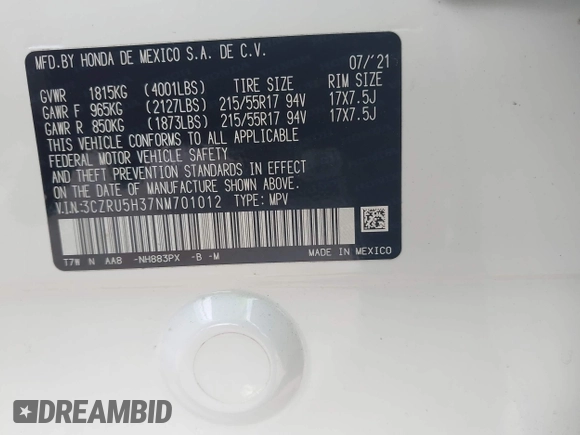 MFD.BY HONDA DE MEXICO S.A. DE C.V.
07/'21
GVWR 1815KG (4001LBS) TIRE SIZE RIM SIZE
GAWR F 965KG (2127LBS) 215/55R17 94V 17X7.5J
GAWR R 850KG (1873LBS) 215/55R17 94V 17X7.5J
THIS VEHICLE CONFORMS TO ALL APPLICABLE
FEDERAL MOTOR VEHICLE SAFETY
AND THEFT PREVENTION STANDARDS IN EFFECT
ON THE DATE OF MANUFACTURE SHOWN ABOVE.
V.I.N:3CZRU5H37NM701012 TYPE: MPV
T7W N AA8 -NH883PX -B -M
MADE IN MEXICO
DREAMBID